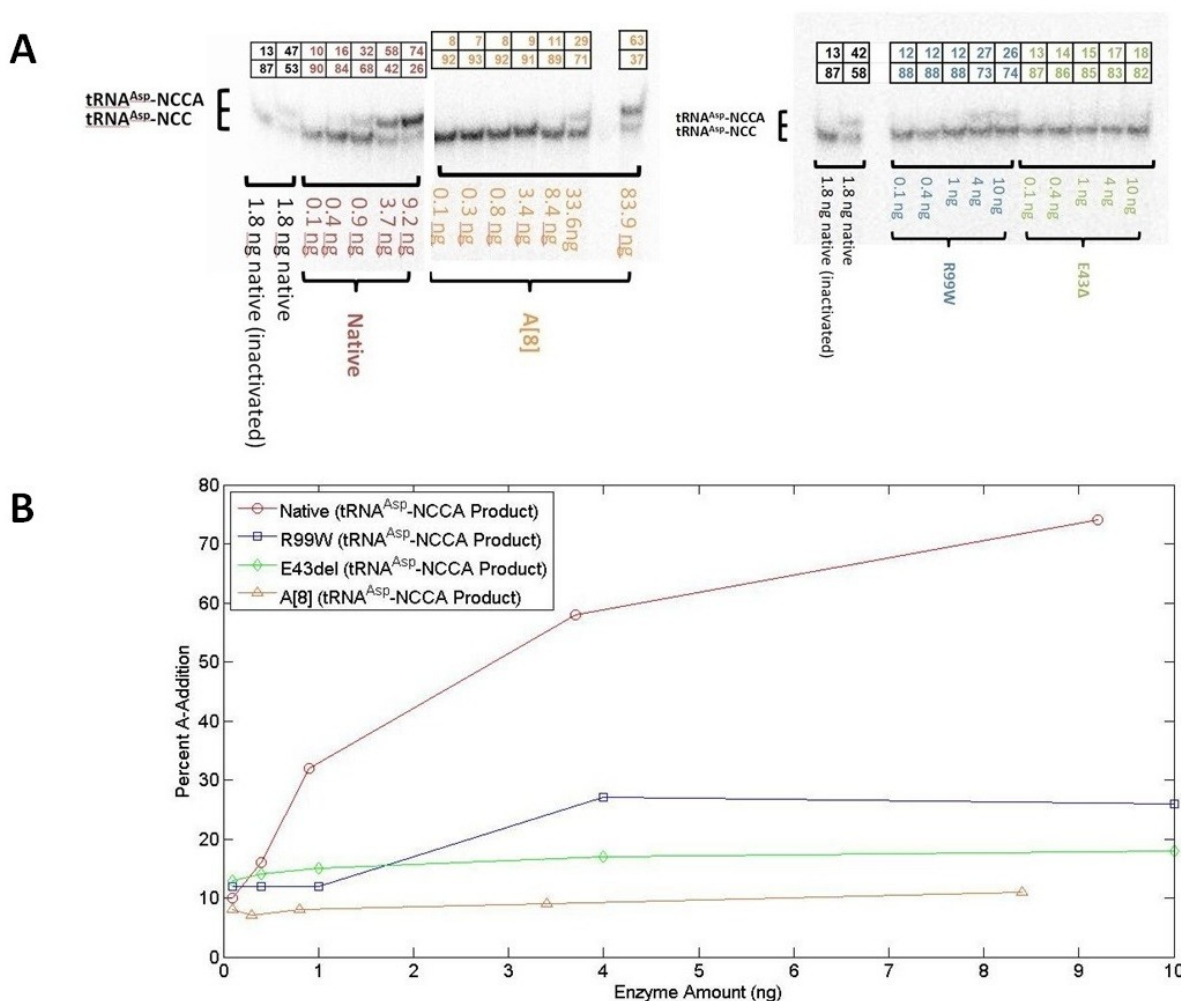 A
13 47 10 16 32 58 74 8 7 8 9 11 29 63
87 53 90 84 68 42 26 92 93 92 91 89 71 37
tRNAAsp-NCCA
tRNAAsp-NCC
1.8 ng native (inactivated)
1.8 ng native
0.1 ng
0.4 ng
0.9 ng
3.7 ng
9.2 ng
Native
0.1 ng
0.3 ng
0.8 ng
3.4 ng
8.4 ng
33.6ng
83.9 ng
A[8]
13 42 12 12 12 27 26 13 14 15 17 18
87 58 88 88 88 73 74 87 86 85 83 82
tRNAAsp-NCCA
tRNAAsp-NCC
1.8 ng native (inactivated)
1.8 ng native
0.1 ng
0.4 ng
1 ng
4 ng
10 ng
R99W
0.1 ng
0.4 ng
1 ng
4 ng
10 ng
E43Δ
B
Percent A-Addition
80
70
60
50
40
30
20
10
0
Native (tRNAAsp-NCCA Product)
R99W (tRNAAsp-NCCA Product)
E43del (tRNAAsp-NCCA Product)
A[8] (tRNAAsp-NCCA Product)
0 1 2 3 4 5 6 7 8 9 10
Enzyme Amount (ng)